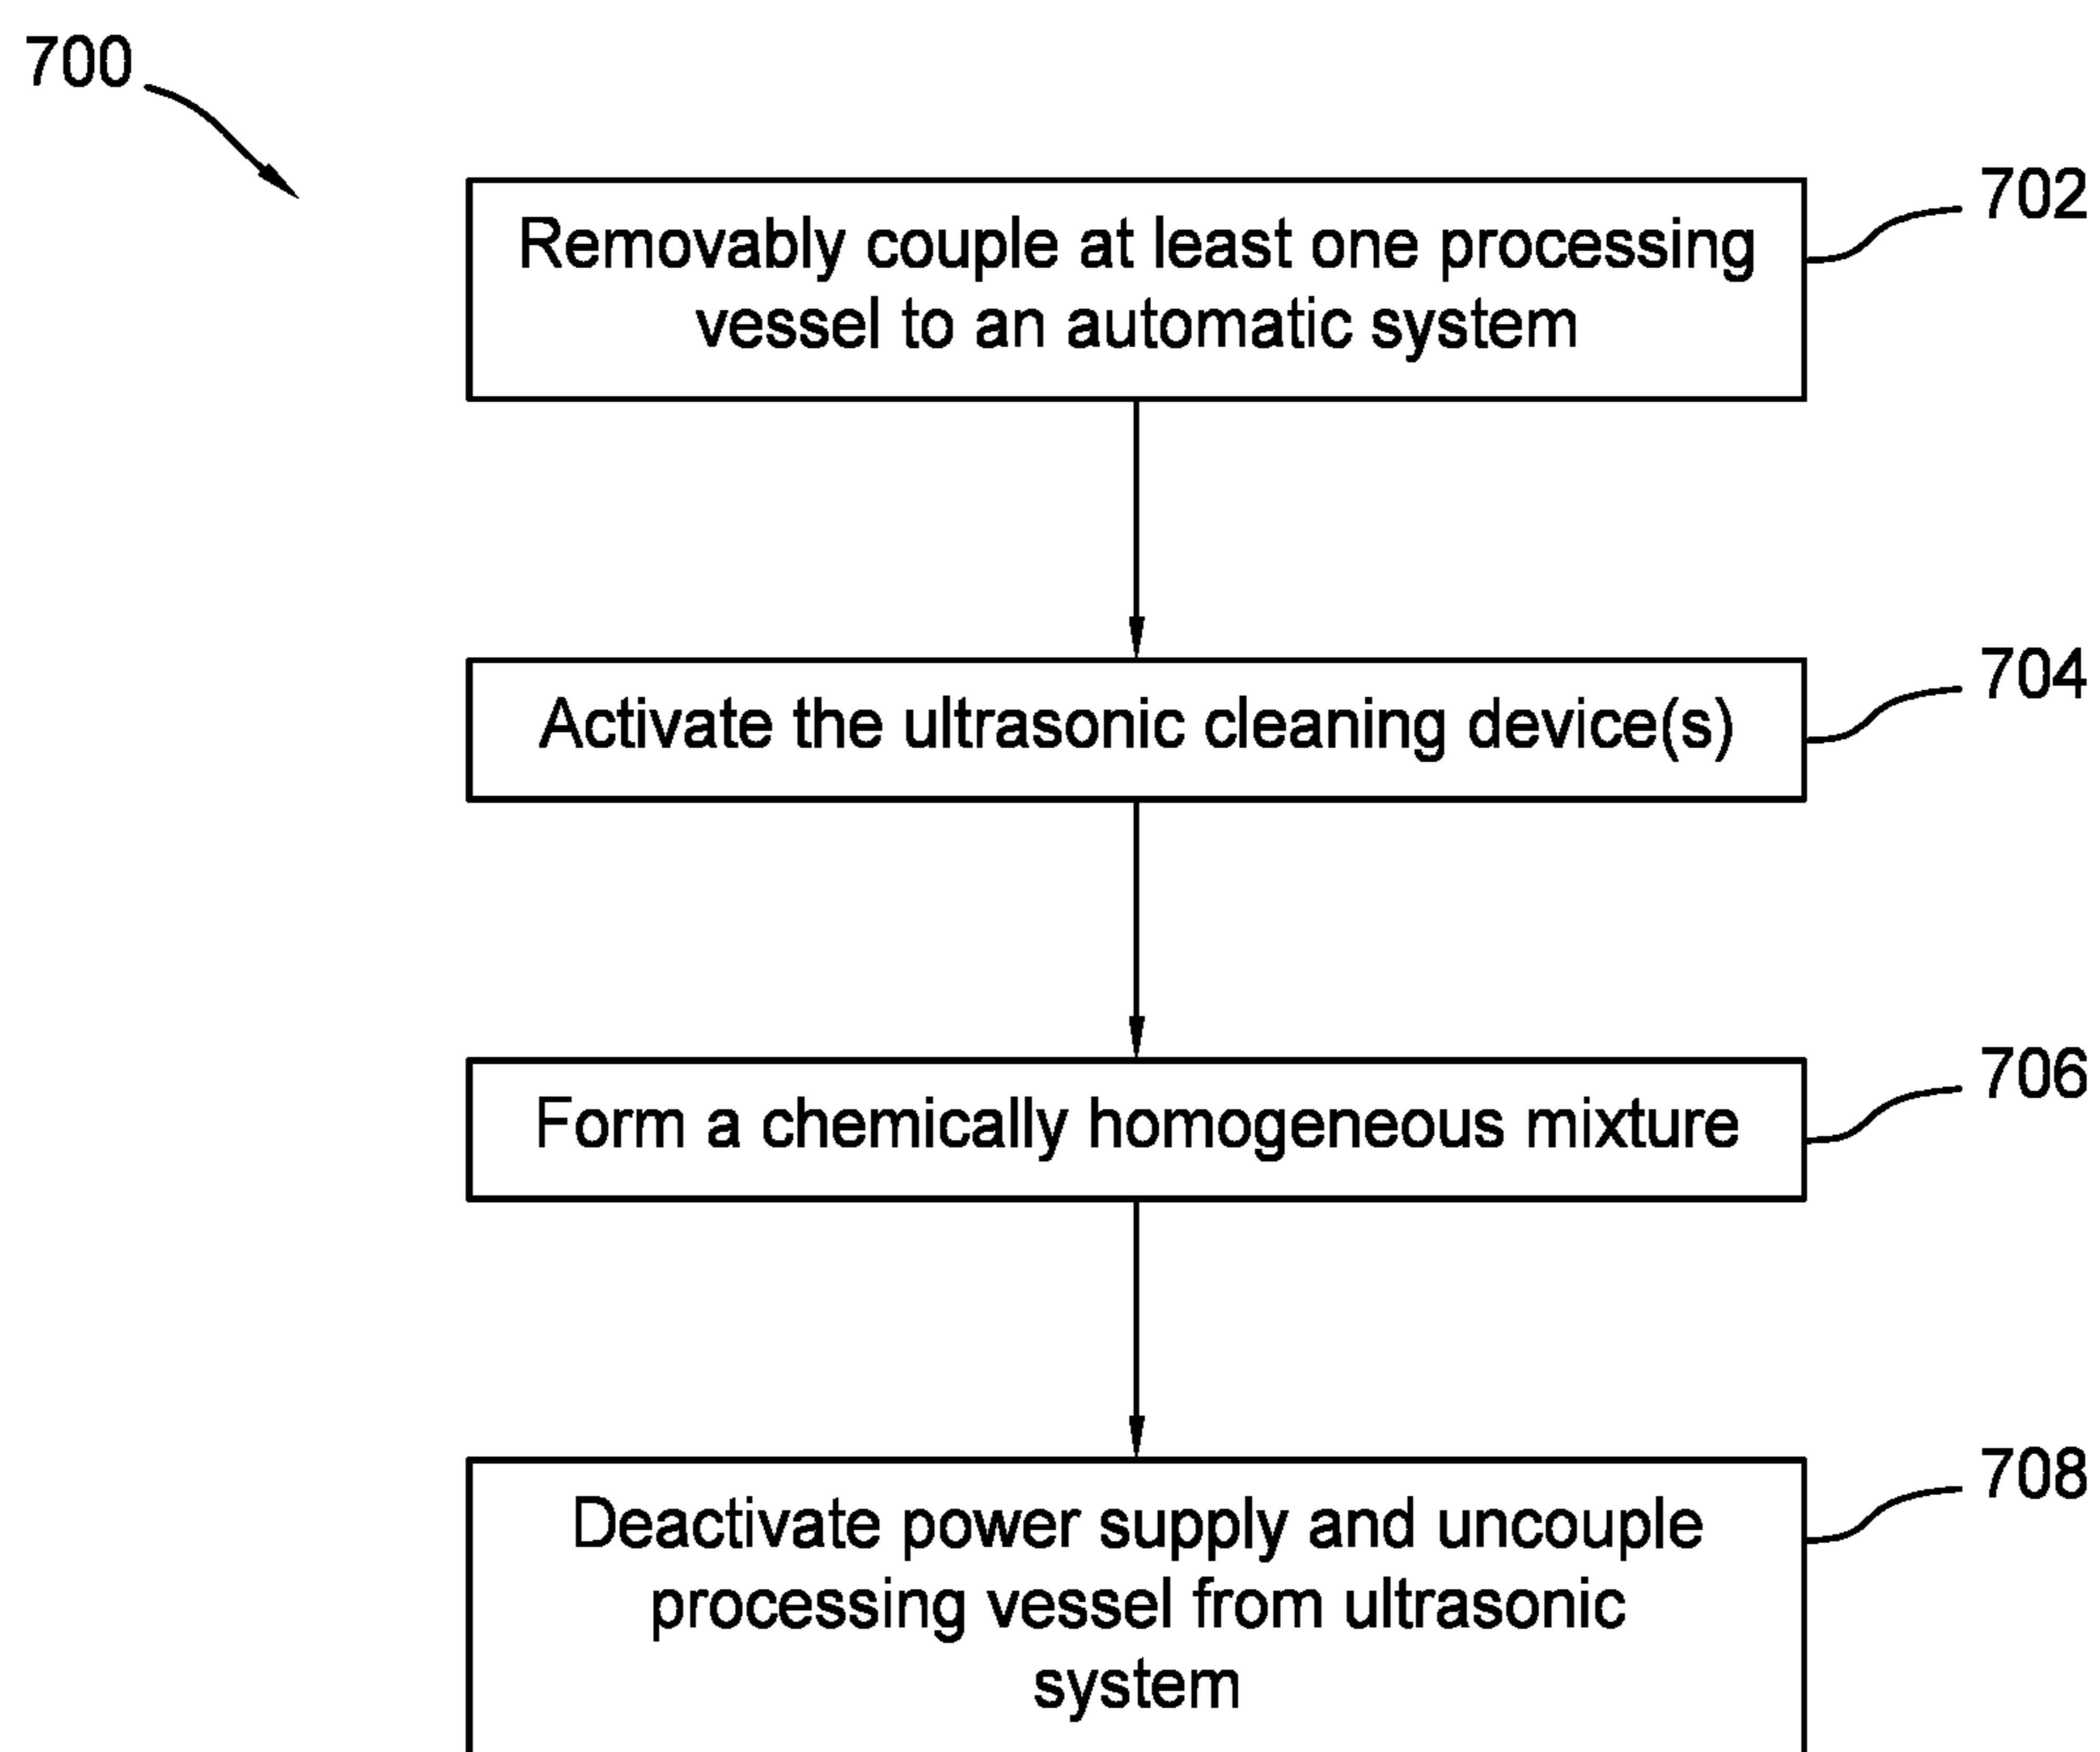 700
702
Removably couple at least one processing
vessel to an automatic system
704
Activate the ultrasonic cleaning device(s)
706
Form a chemically homogeneous mixture
708
Deactivate power supply and uncouple
processing vessel from ultrasonic
system